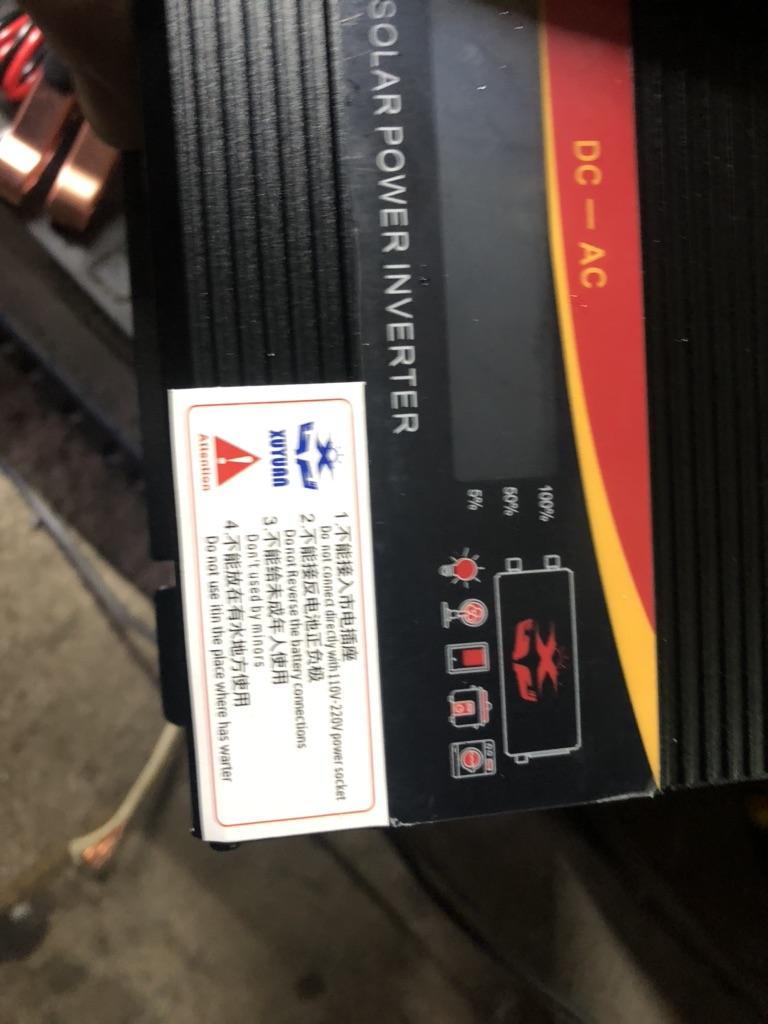 DC — AC
SOLAR POWER INVERTER
100%
50%
5%
XUYUAN
Attention
1.不能接入市电插座
Do not connect directly with 110V-220V power socket
2.不能接反电池正负极
Do not Reverse the battery connections
3.不能给未成年人使用
Don't used by minors
4.不能放在有水地方使用
Do not use itin the place where has warter